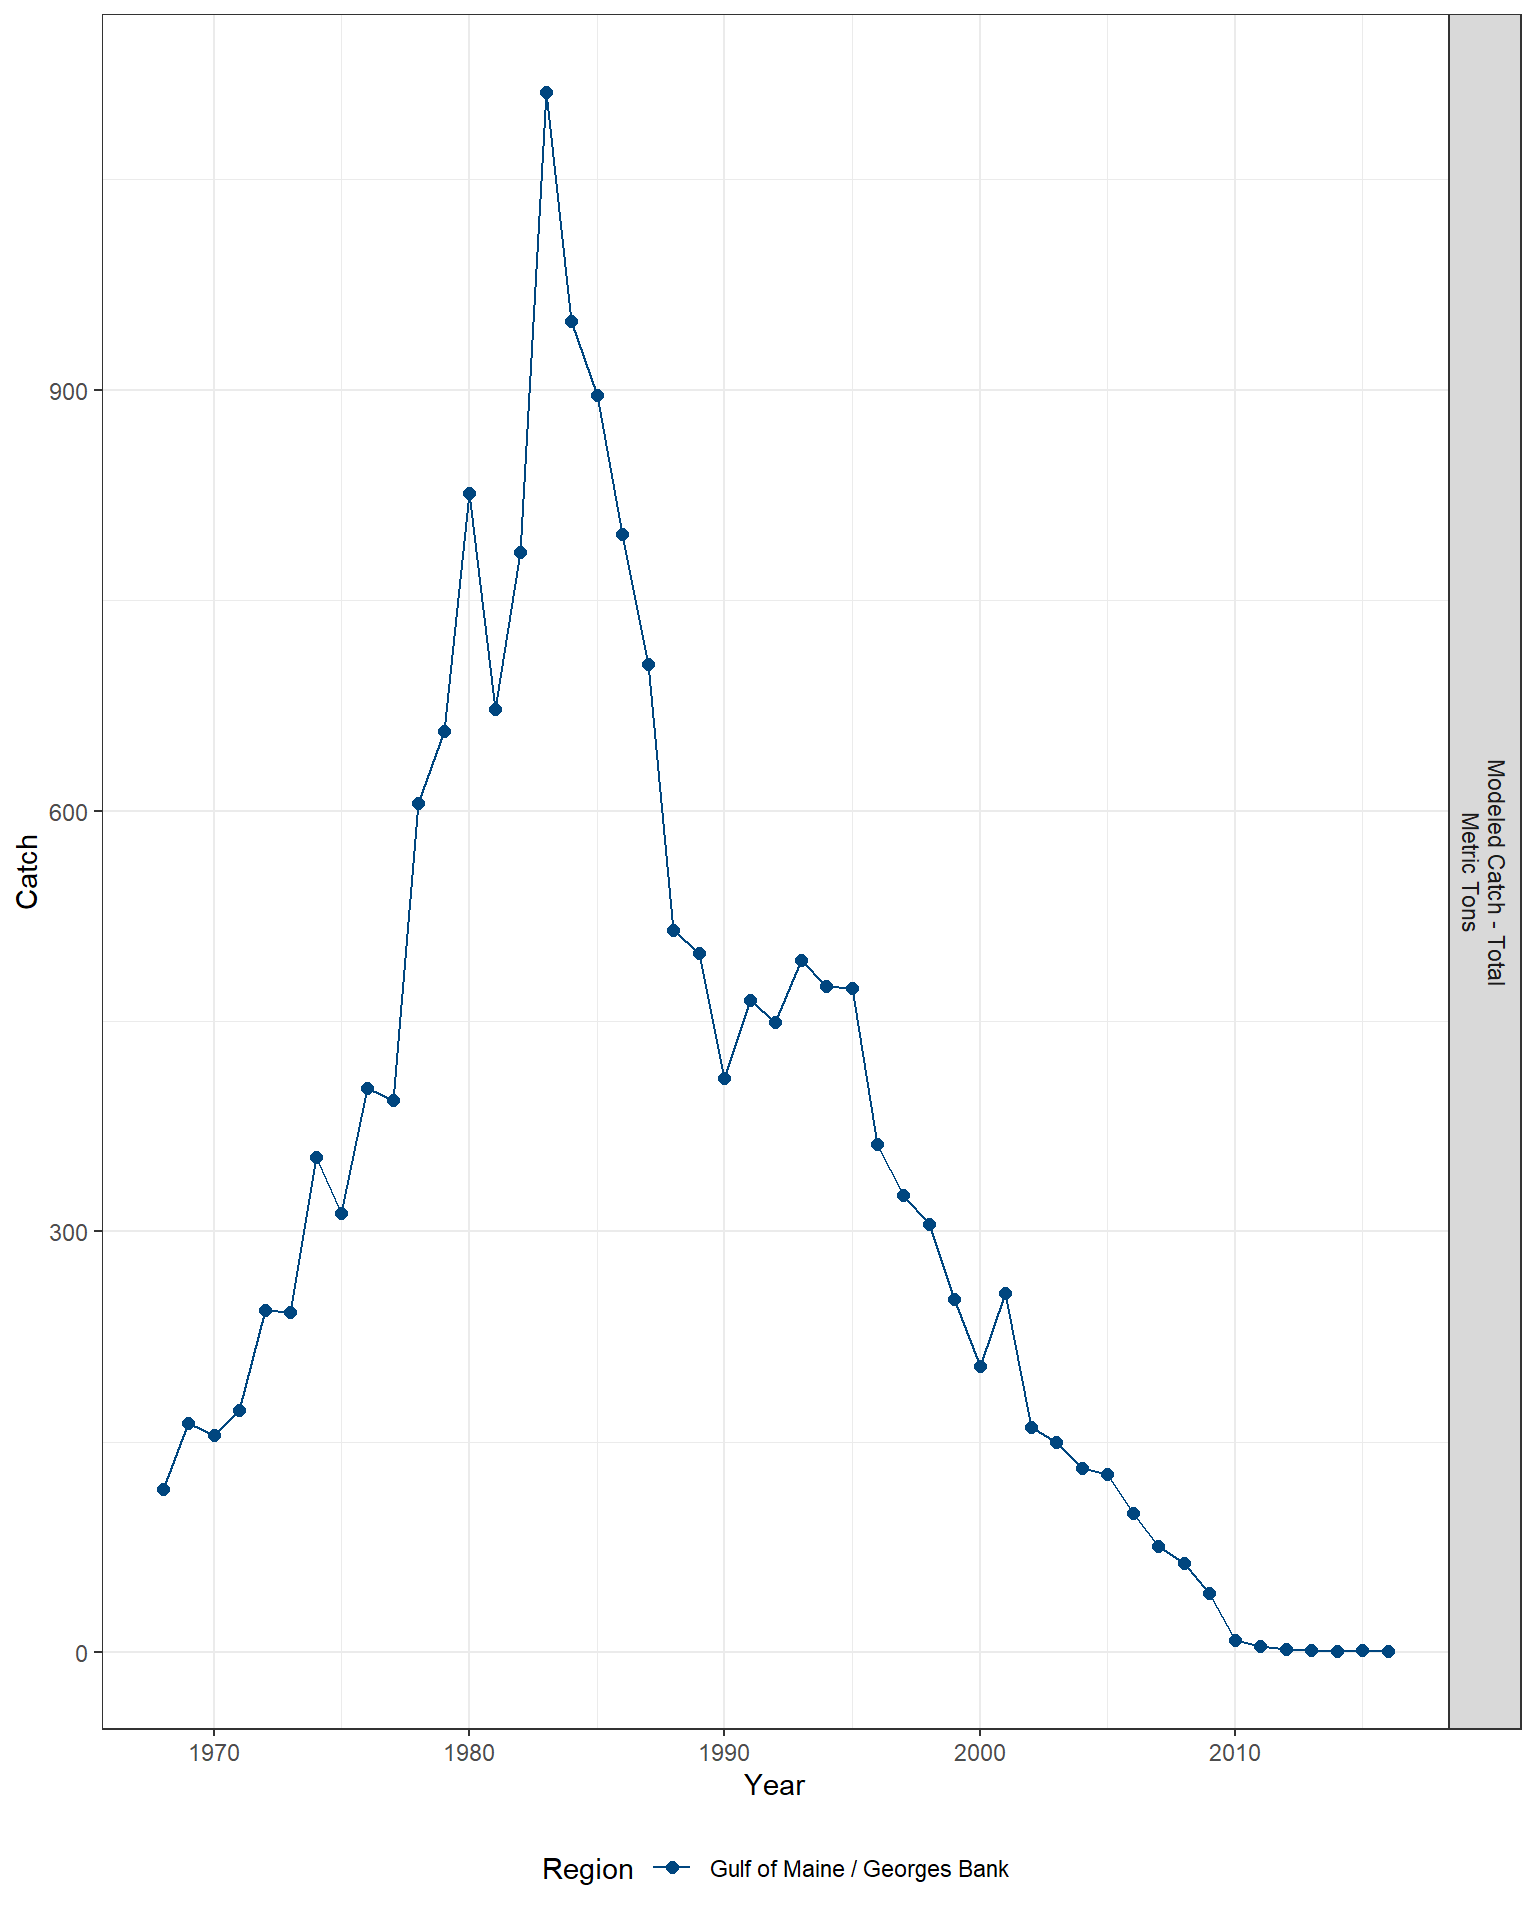 900
600
300
0
Catch
1970
1980
1990
2000
2010
Year
Modeled Catch - Total
Metric Tons
Region
Gulf of Maine / Georges Bank